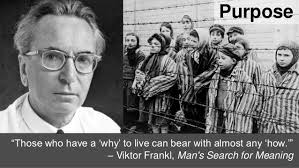 Purpose
“Those who have a ‘why’ to live can bear with almost any ‘how.’”
– Viktor Frankl, Man’s Search for Meaning